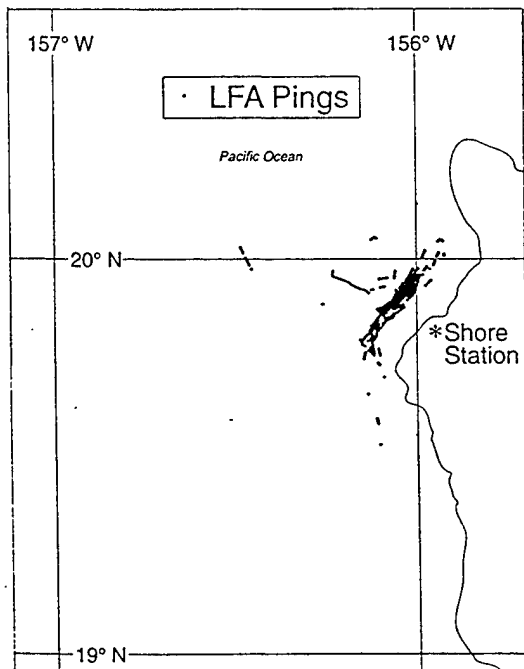 157° W
156° W
· LFA Pings
Pacific Ocean
20° N
*Shore
Station
19° N